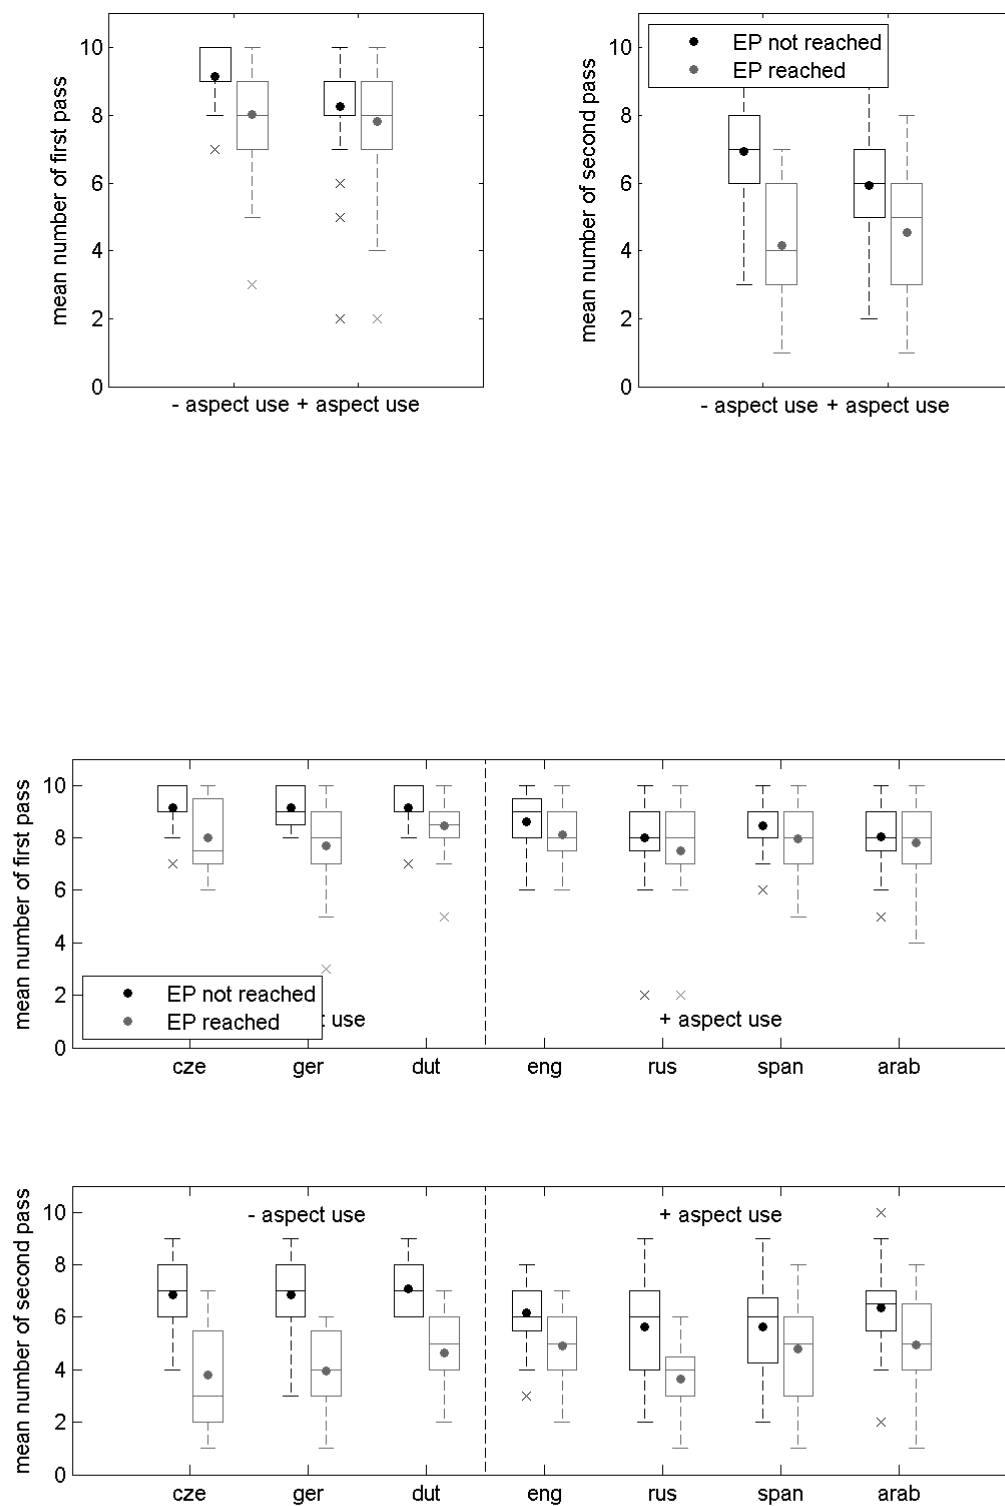 mean number of first pass
10
8
6
4
2
0
- aspect use + aspect use
mean number of second pass
10
8
6
4
2
0
EP not reached
EP reached
- aspect use + aspect use
mean number of first pass
10
8
6
4
2
0
EP not reached
EP reached
use
+ aspect use
cze ger dut eng rus span arab
mean number of second pass
10
8
6
4
2
0
- aspect use
+ aspect use
cze ger dut eng rus span arab